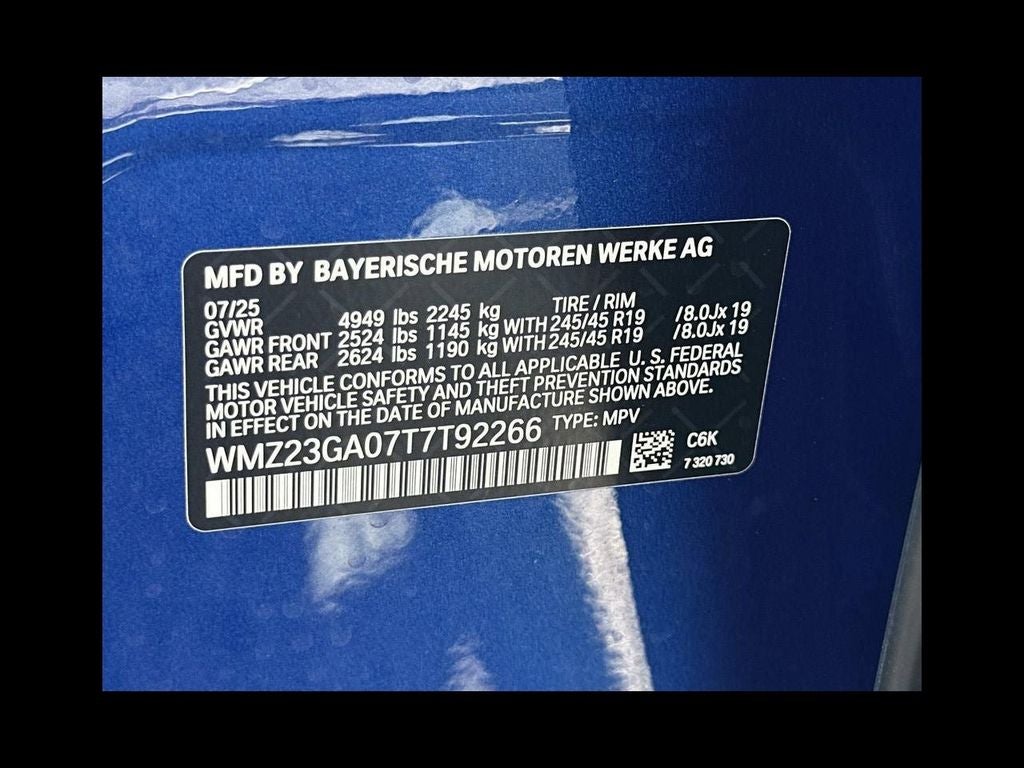 MFD BY BAYERISCHE MOTOREN WERKE AG
07/25 TIRE / RIM
GVWR 4949 lbs 2245 kg
GAWR FRONT 2524 lbs 1145 kg WITH 245/45 R19 /8.0Jx 19
GAWR REAR 2624 lbs 1190 kg WITH 245/45 R19 /8.0Jx 19
THIS VEHICLE CONFORMS TO ALL APPLICABLE U. S. FEDERAL
MOTOR VEHICLE SAFETY AND THEFT PREVENTION STANDARDS
IN EFFECT ON THE DATE OF MANUFACTURE SHOWN ABOVE.
WMZ23GA07T7T92266 TYPE: MPV
C6K
7 320 730